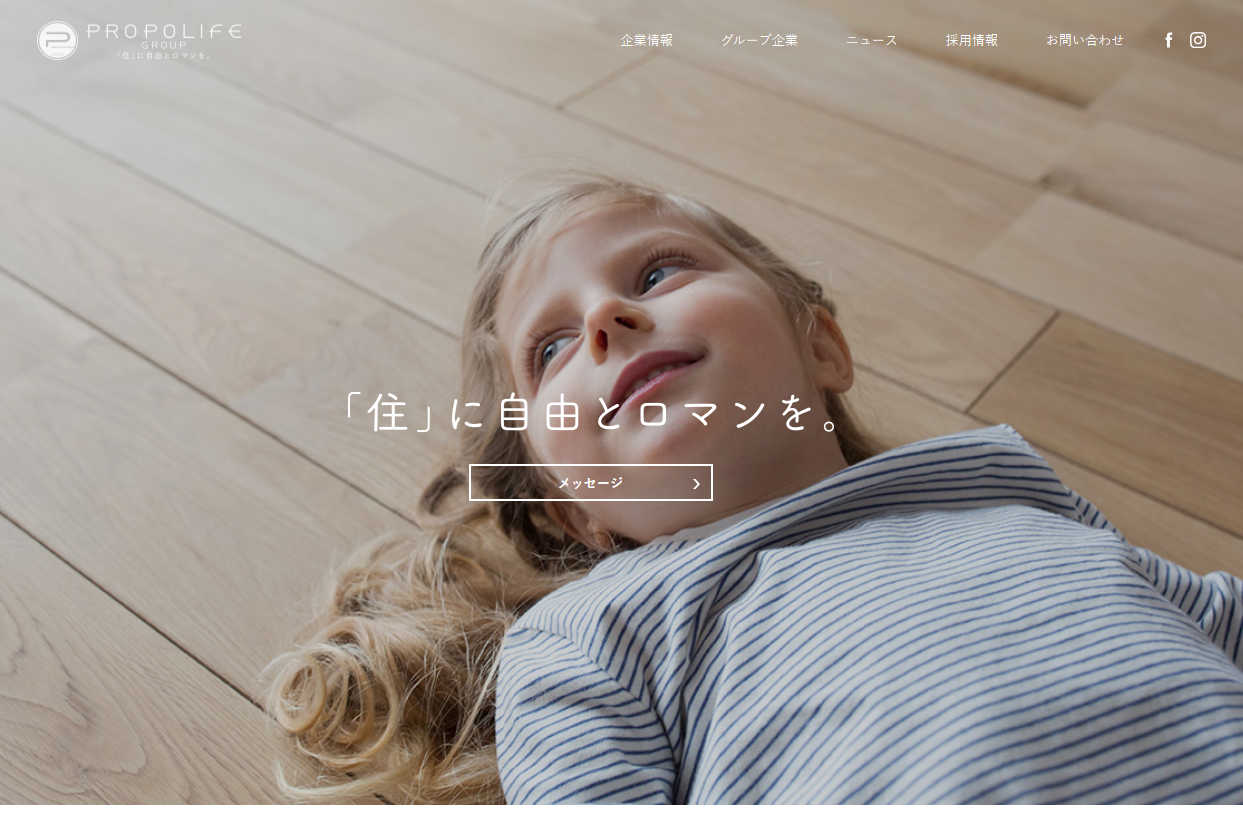 PROPOLIFE
GROUP
「住」に自由とロマンを。
企業情報
グループ企業
ニュース
採用情報
お問い合わせ
「住」に自由とロマンを。
メッセージ